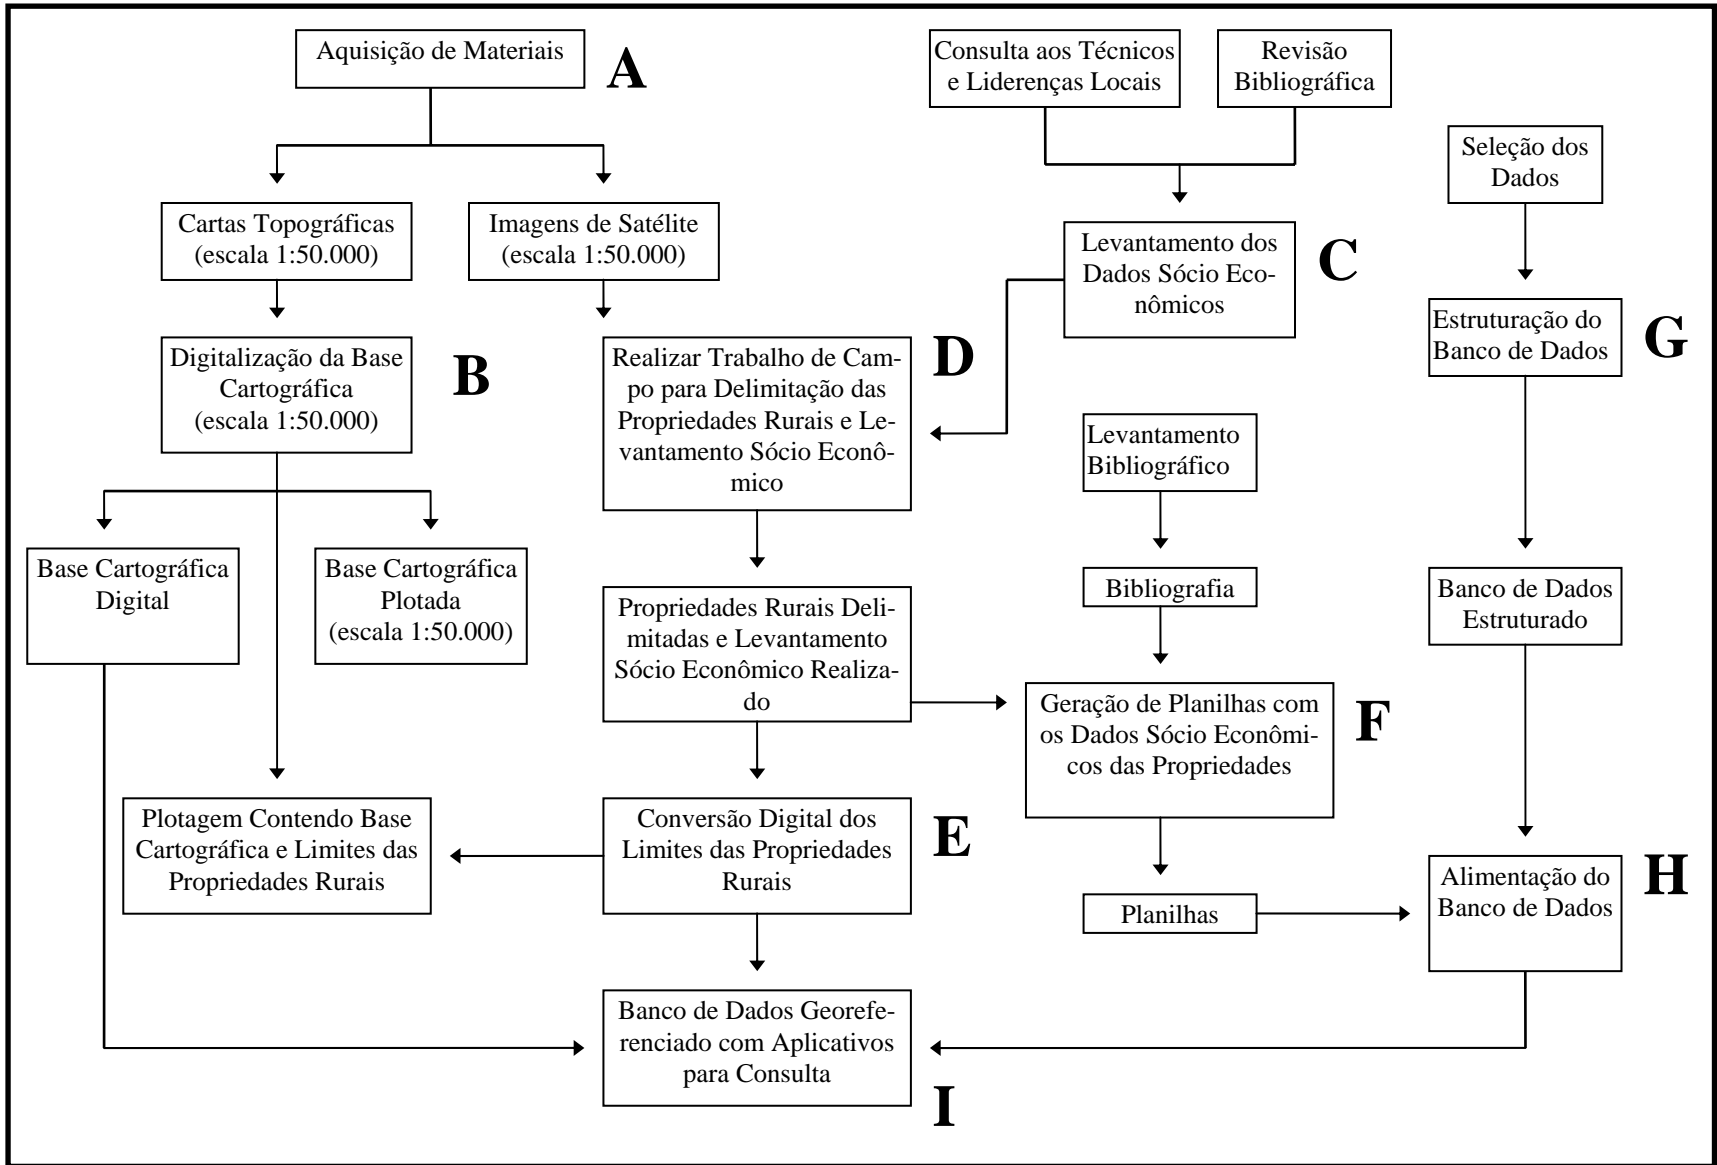 Aquisição de Materiais
A
Consulta aos Técnicos
e Lideranças Locais
Revisão
Bibliográfica
Seleção dos
Dados
Cartas Topográficas
(escala 1:50.000)
Imagens de Satélite
(escala 1:50.000)
Levantamento dos
Dados Sócio Eco-
nômicos
C
Estruturação do
Banco de Dados
G
Digitalização da Base
Cartográfica
(escala 1:50.000)
B
Realizar Trabalho de Cam-
po para Delimitação das
Propriedades Rurais e Le-
vantamento Sócio Econô-
mico
D
Levantamento
Bibliográfico
Base Cartográfica
Digital
Base Cartográfica
Plotada
(escala 1:50.000)
Propriedades Rurais Deli-
mitadas e Levantamento
Sócio Econômico Realiza-
do
Bibliografia
Banco de Dados
Estruturado
Geração de Planilhas com
os Dados Sócio Econômi-
cos das Propriedades
F
Plotagem Contendo Base
Cartográfica e Limites das
Propriedades Rurais
Conversão Digital dos
Limites das Propriedades
Rurais
E
Planilhas
Alimentação do
Banco de Dados
H
Banco de Dados Georefe-
renciado com Aplicativos
para Consulta
I